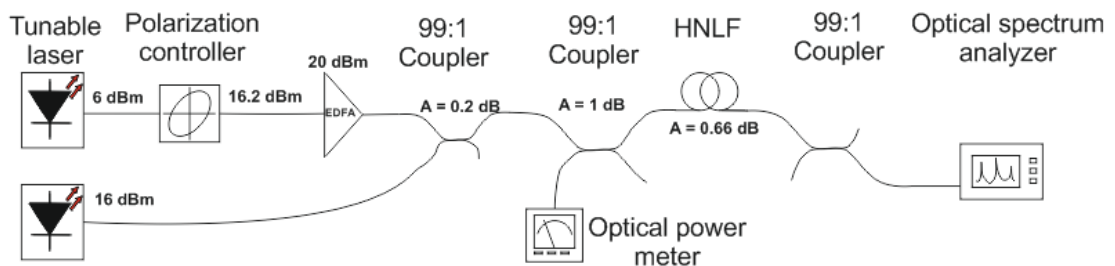 Tunable
laser
Polarization
controller
99:1
Coupler
99:1
Coupler
HNLF
99:1
Coupler
Optical spectrum
analyzer
6 dBm
16.2 dBm
20 dBm
EDFA
A = 0.2 dB
A = 1 dB
A = 0.66 dB
16 dBm
Optical power
meter